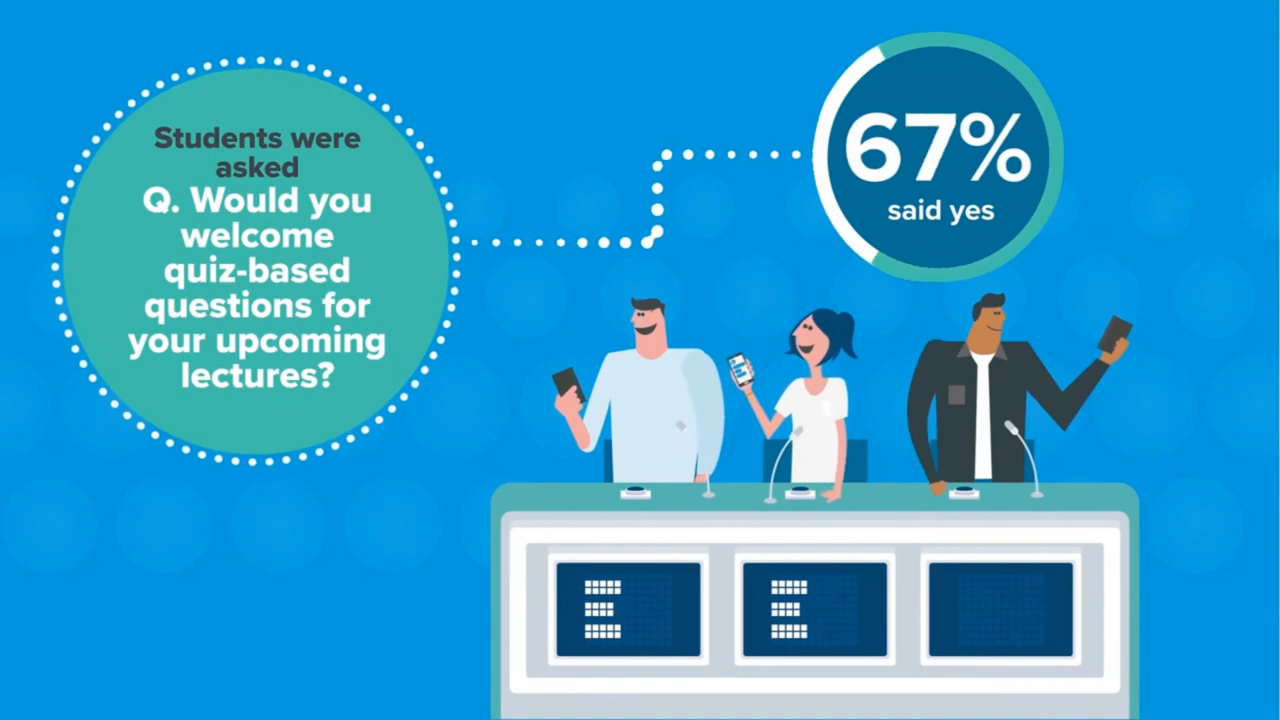 Students were
asked
Q. Would you
welcome
quiz-based
questions for
your upcoming
lectures?
67%
said yes